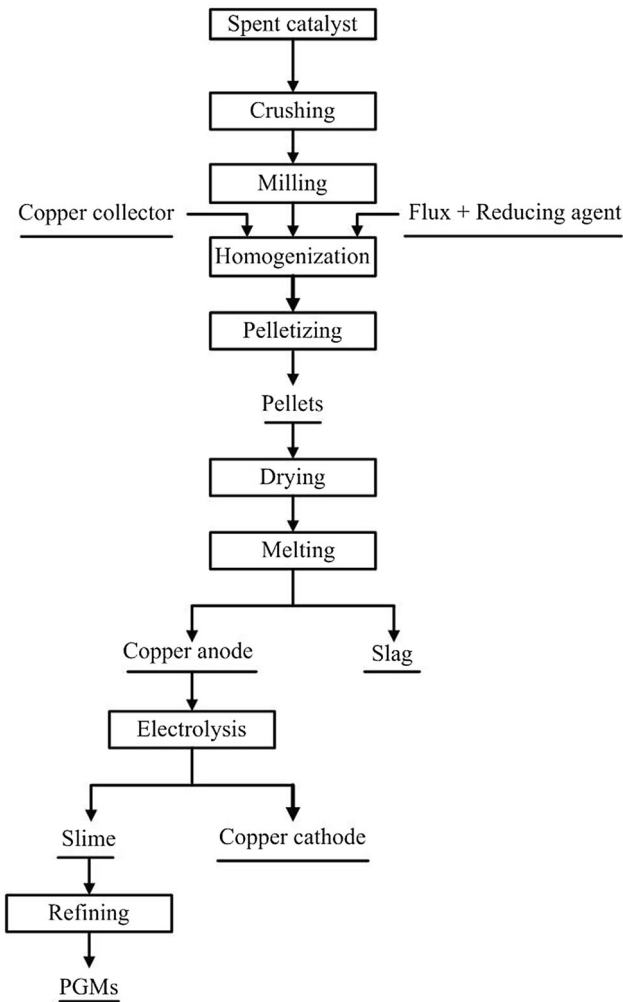 Spent catalyst
Crushing
Milling
Copper collector
Flux + Reducing agent
Homogenization
Pelletizing
Pellets
Drying
Melting
Copper anode
Slag
Electrolysis
Slime
Copper cathode
Refining
PGMs